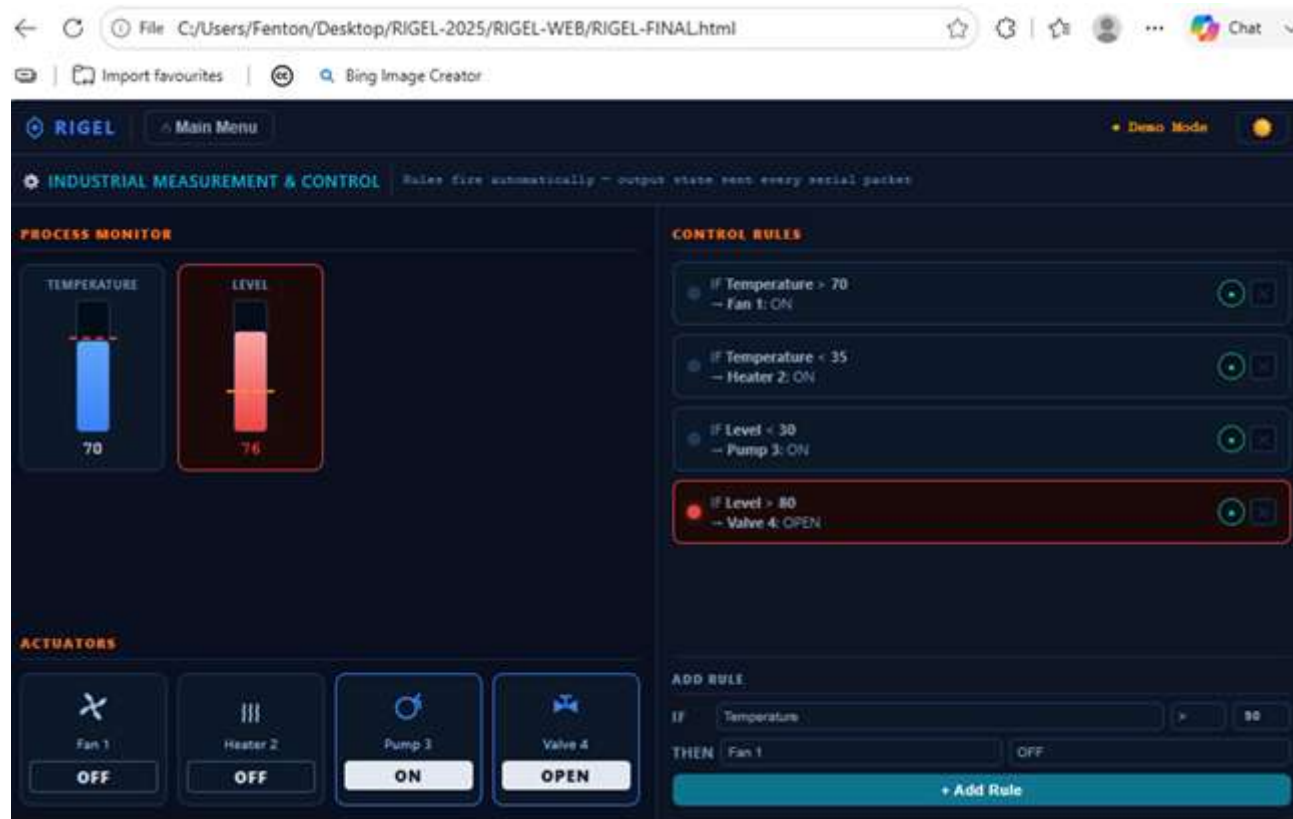 File C:/Users/Fenton/Desktop/RIGEL-2025/RIGEL-WEB/RIGEL-FINAL.html
Chat
Import favourites
Bing Image Creator
RIGEL
Main Menu
Demo Mode
INDUSTRIAL MEASUREMENT & CONTROL
Rules fire automatically — output state sent every serial packet
PROCESS MONITOR
TEMPERATURE
70
LEVEL
76
CONTROL RULES
IF Temperature > 70
→ Fan 1: ON
IF Temperature < 35
→ Heater 2: ON
IF Level < 30
→ Pump 3: ON
IF Level > 80
→ Valve 4: OPEN
ACTUATORS
Fan 1
OFF
Heater 2
OFF
Pump 3
ON
Valve 4
OPEN
ADD RULE
IF Temperature >
THEN Fan 1 OFF
+ Add Rule